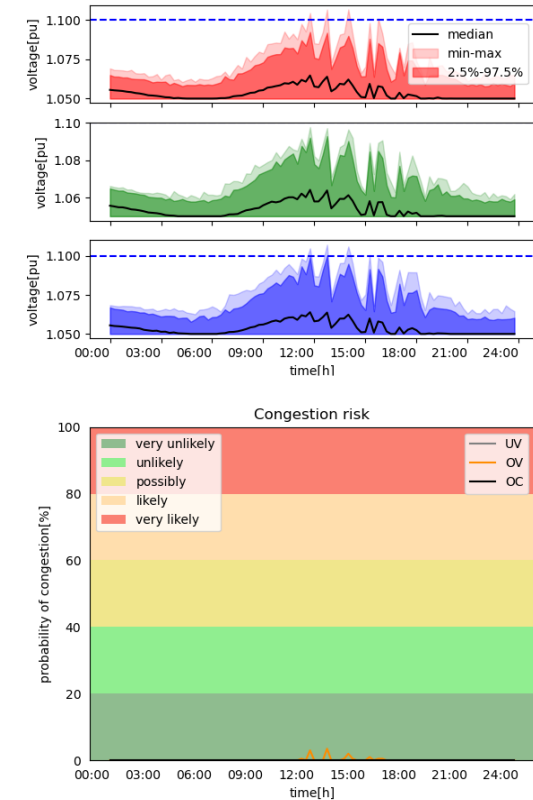 voltage[pu]
1.100
1.075
1.050
median
min-max
2.5%-97.5%
voltage[pu]
1.10
1.08
1.06
voltage[pu]
1.100
1.075
1.050
00:00 03:00 06:00 09:00 12:00 15:00 18:00 21:00 24:00
time[h]
Congestion risk
probability of congestion[%]
100
80
60
40
20
0
very unlikely
unlikely
possibly
likely
very likely
UV
OV
OC
00:00 03:00 06:00 09:00 12:00 15:00 18:00 21:00 24:00
time[h]